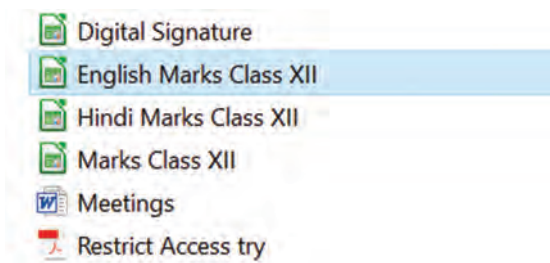 Digital Signature
English Marks Class XII
Hindi Marks Class XII
Marks Class XII
Meetings
Restrict Access try